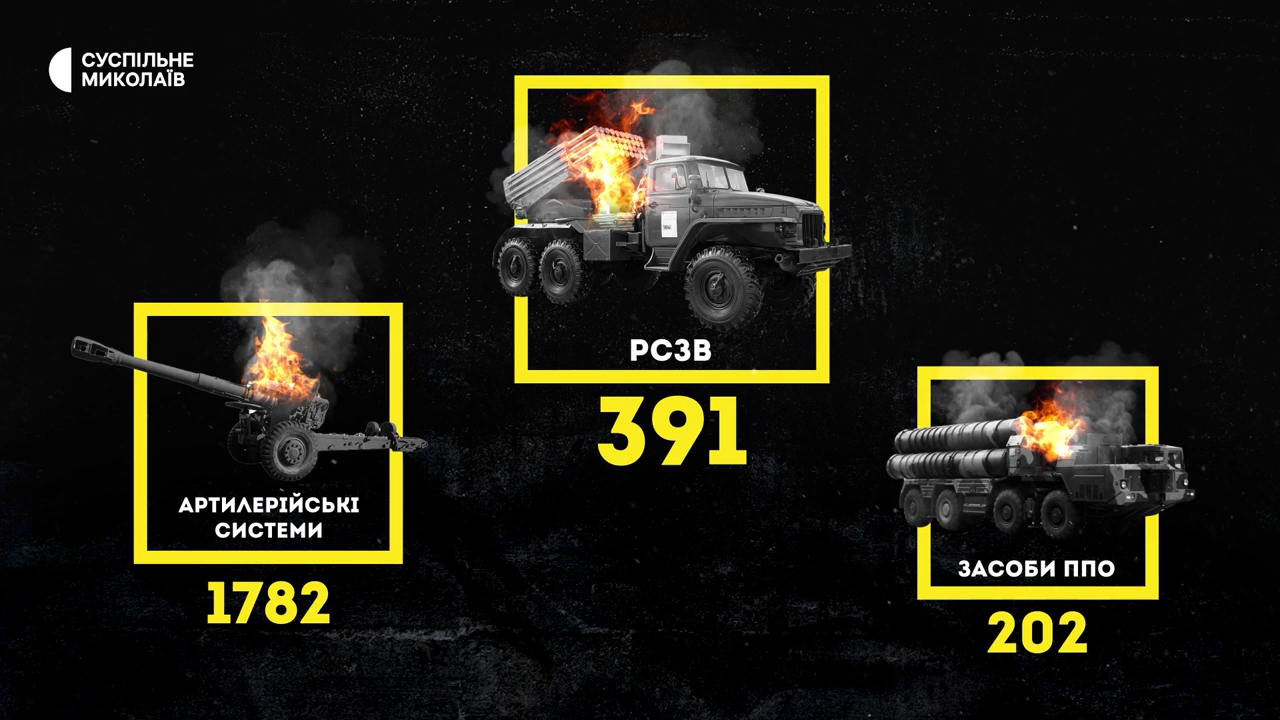 СУСПІЛЬНЕ
МИКОЛАЇВ
РСЗВ
391
АРТИЛЕРІЙСЬКІ
СИСТЕМИ
1782
ЗАСОБИ ППО
202